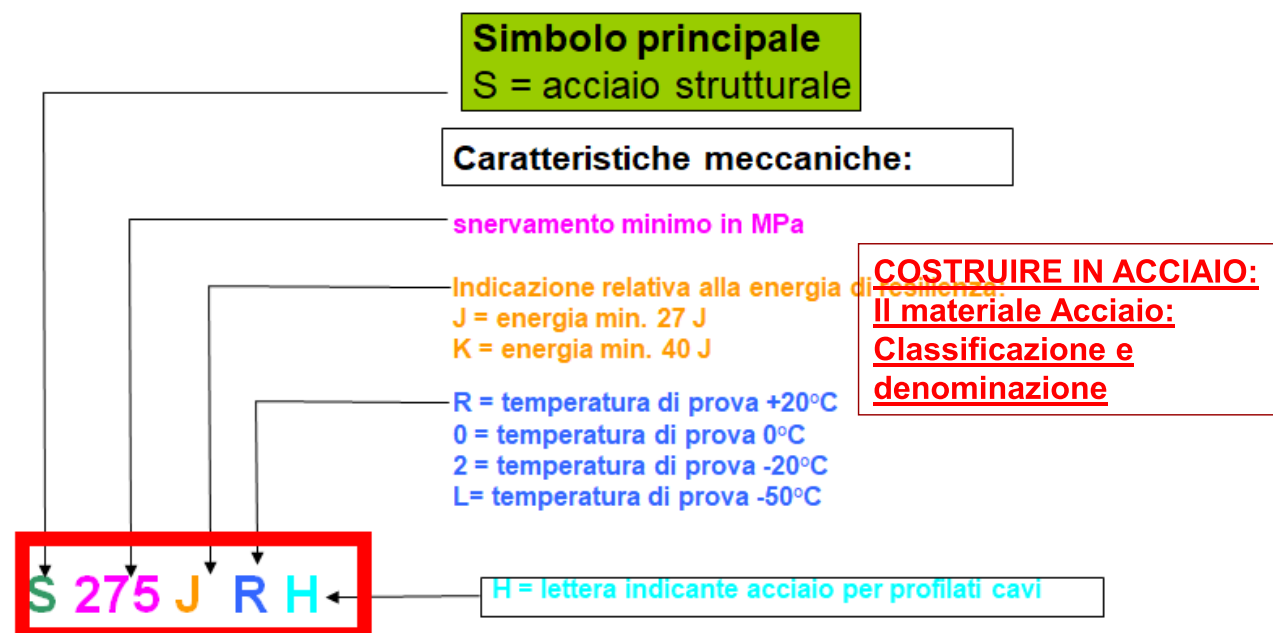 Simbolo principale
S = acciaio strutturale
Caratteristiche meccaniche:
snervamento minimo in MPa
Indicazione relativa alla energia di resilienza:
J = energia min. 27 J
K = energia min. 40 J
COSTRUIRE IN ACCIAIO:
Il materiale Acciaio:
Classificazione e
denominazione
R = temperatura di prova +20°C
0 = temperatura di prova 0°C
2 = temperatura di prova -20°C
L= temperatura di prova -50°C
S 275 J R H
H = lettera indicante acciaio per profilati cavi